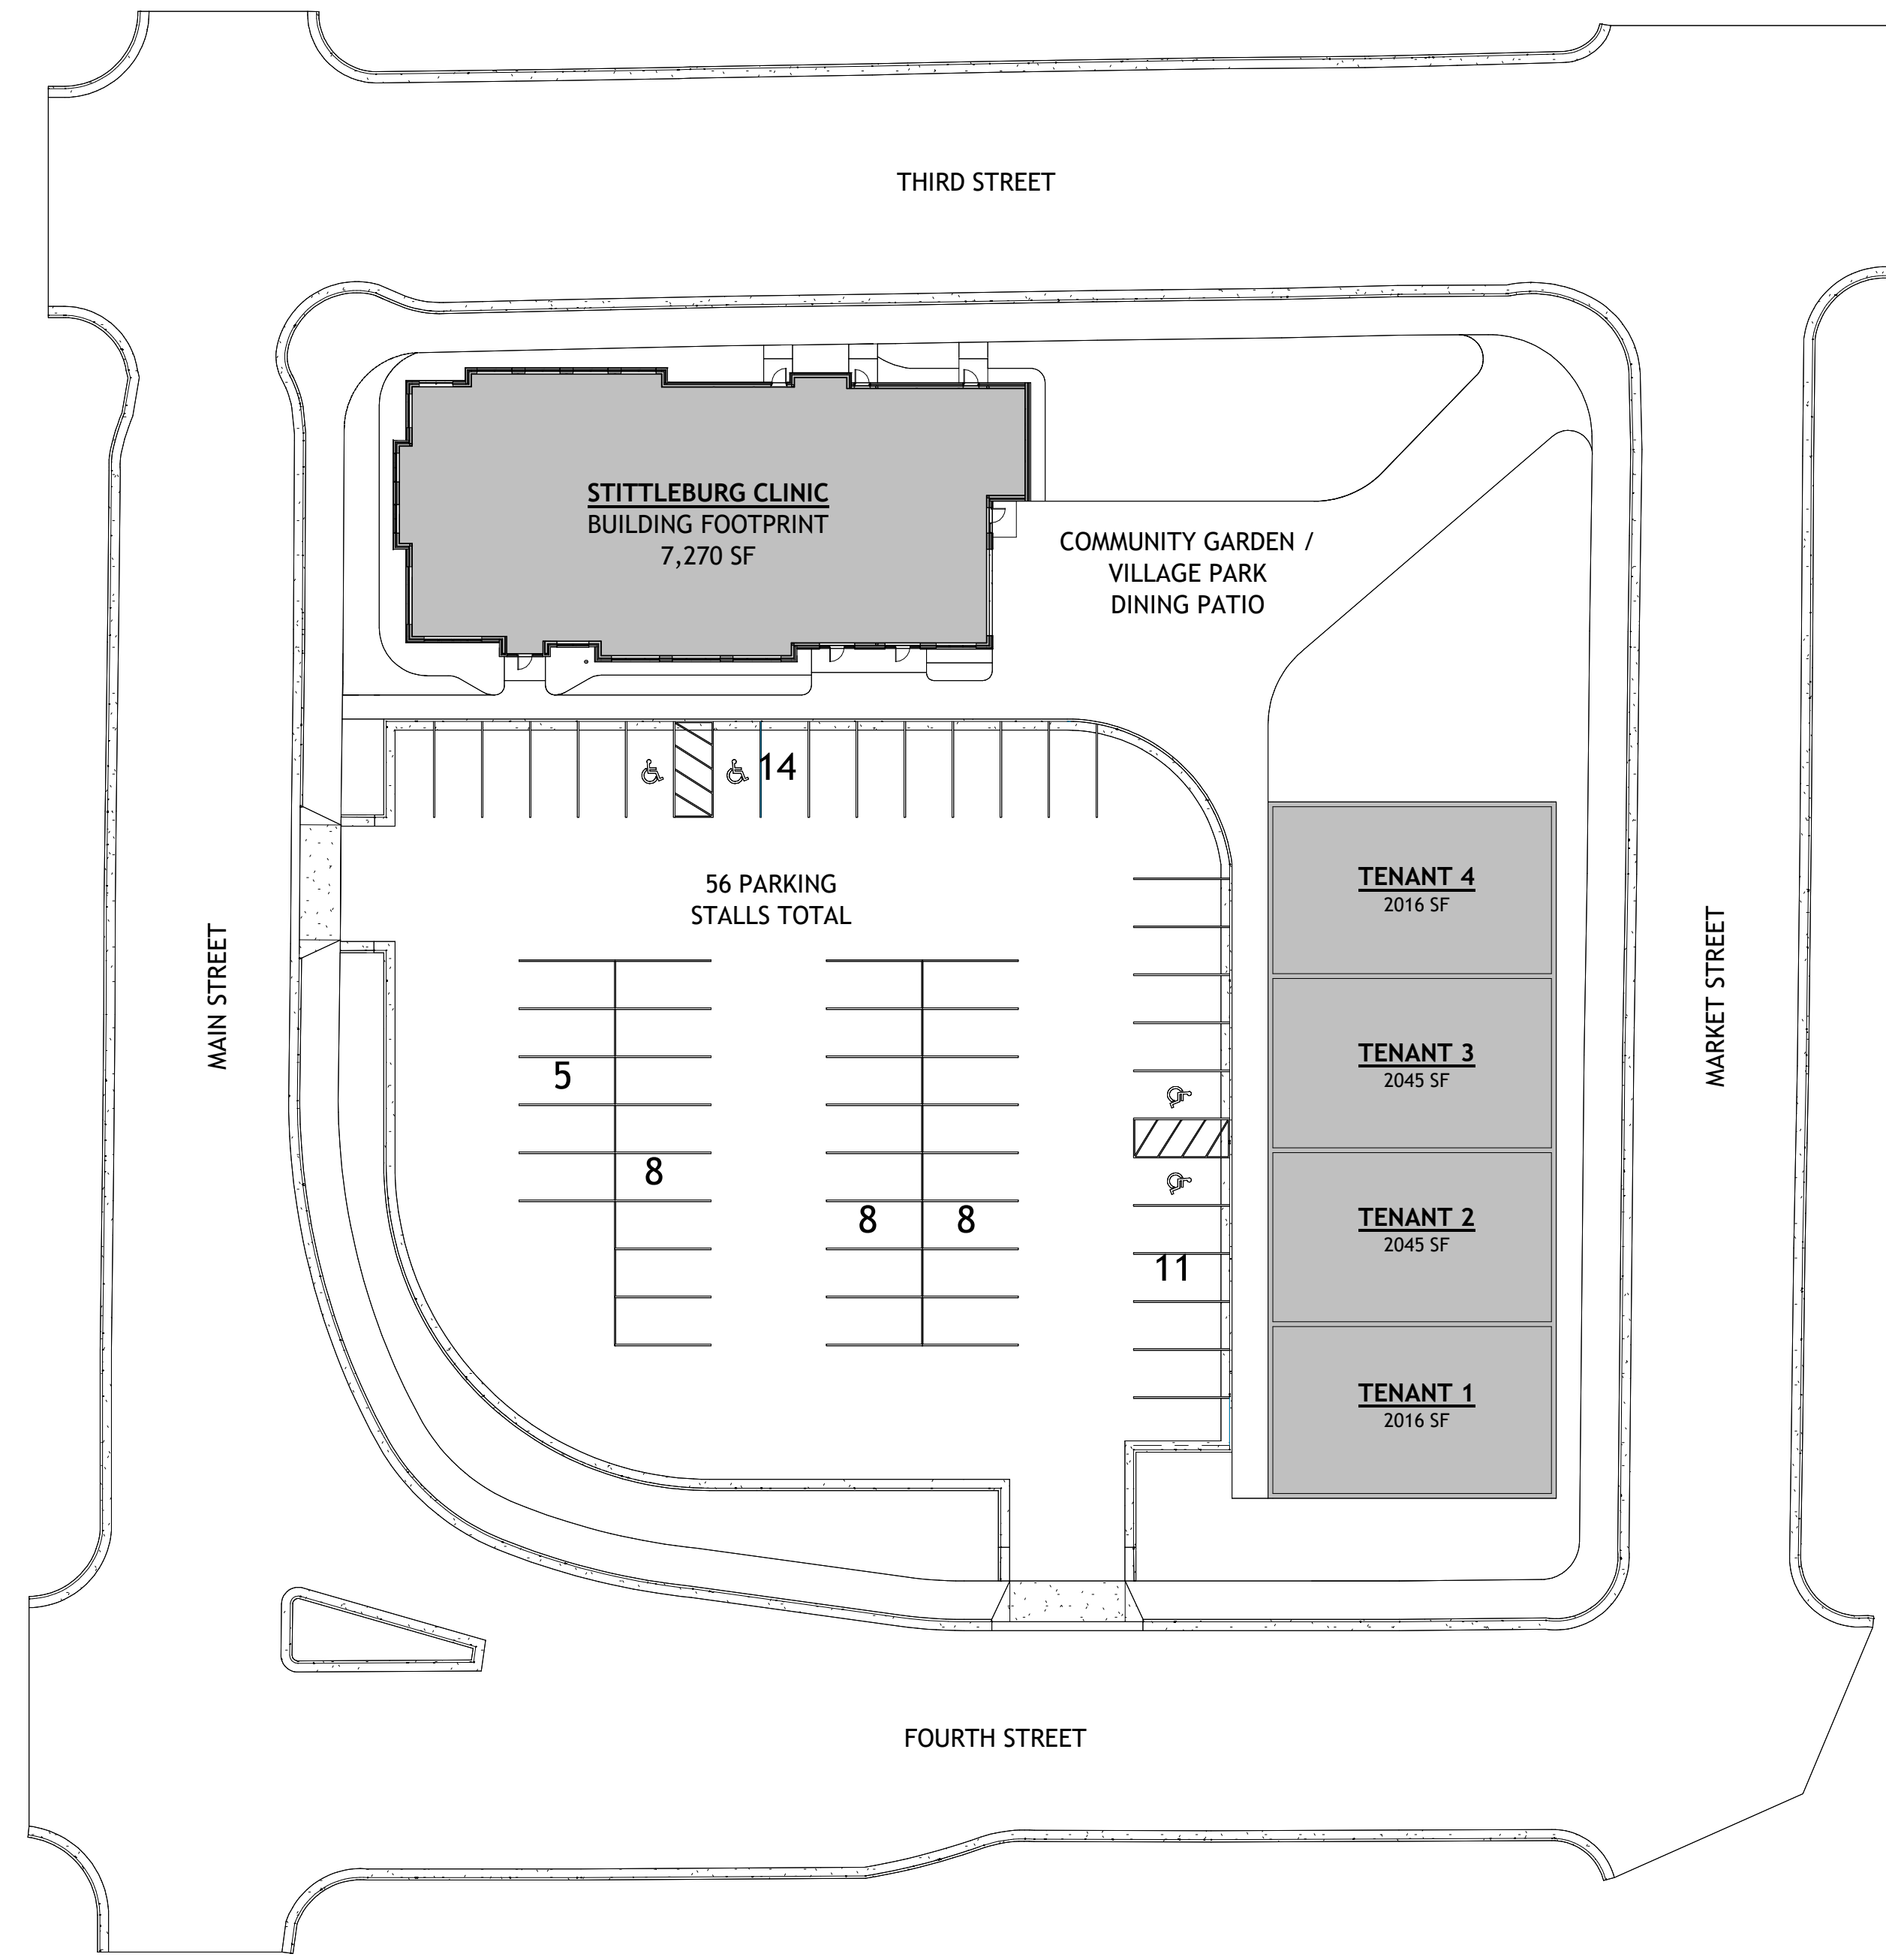 THIRD STREET
STITTLEBURG CLINIC
BUILDING FOOTPRINT
7,270 SF
COMMUNITY GARDEN /
VILLAGE PARK
DINING PATIO
14
56 PARKING
STALLS TOTAL
TENANT 4
2016 SF
MAIN STREET
MARKET STREET
5
TENANT 3
2045 SF
8
8
8
11
TENANT 2
2045 SF
TENANT 1
2016 SF
FOURTH STREET